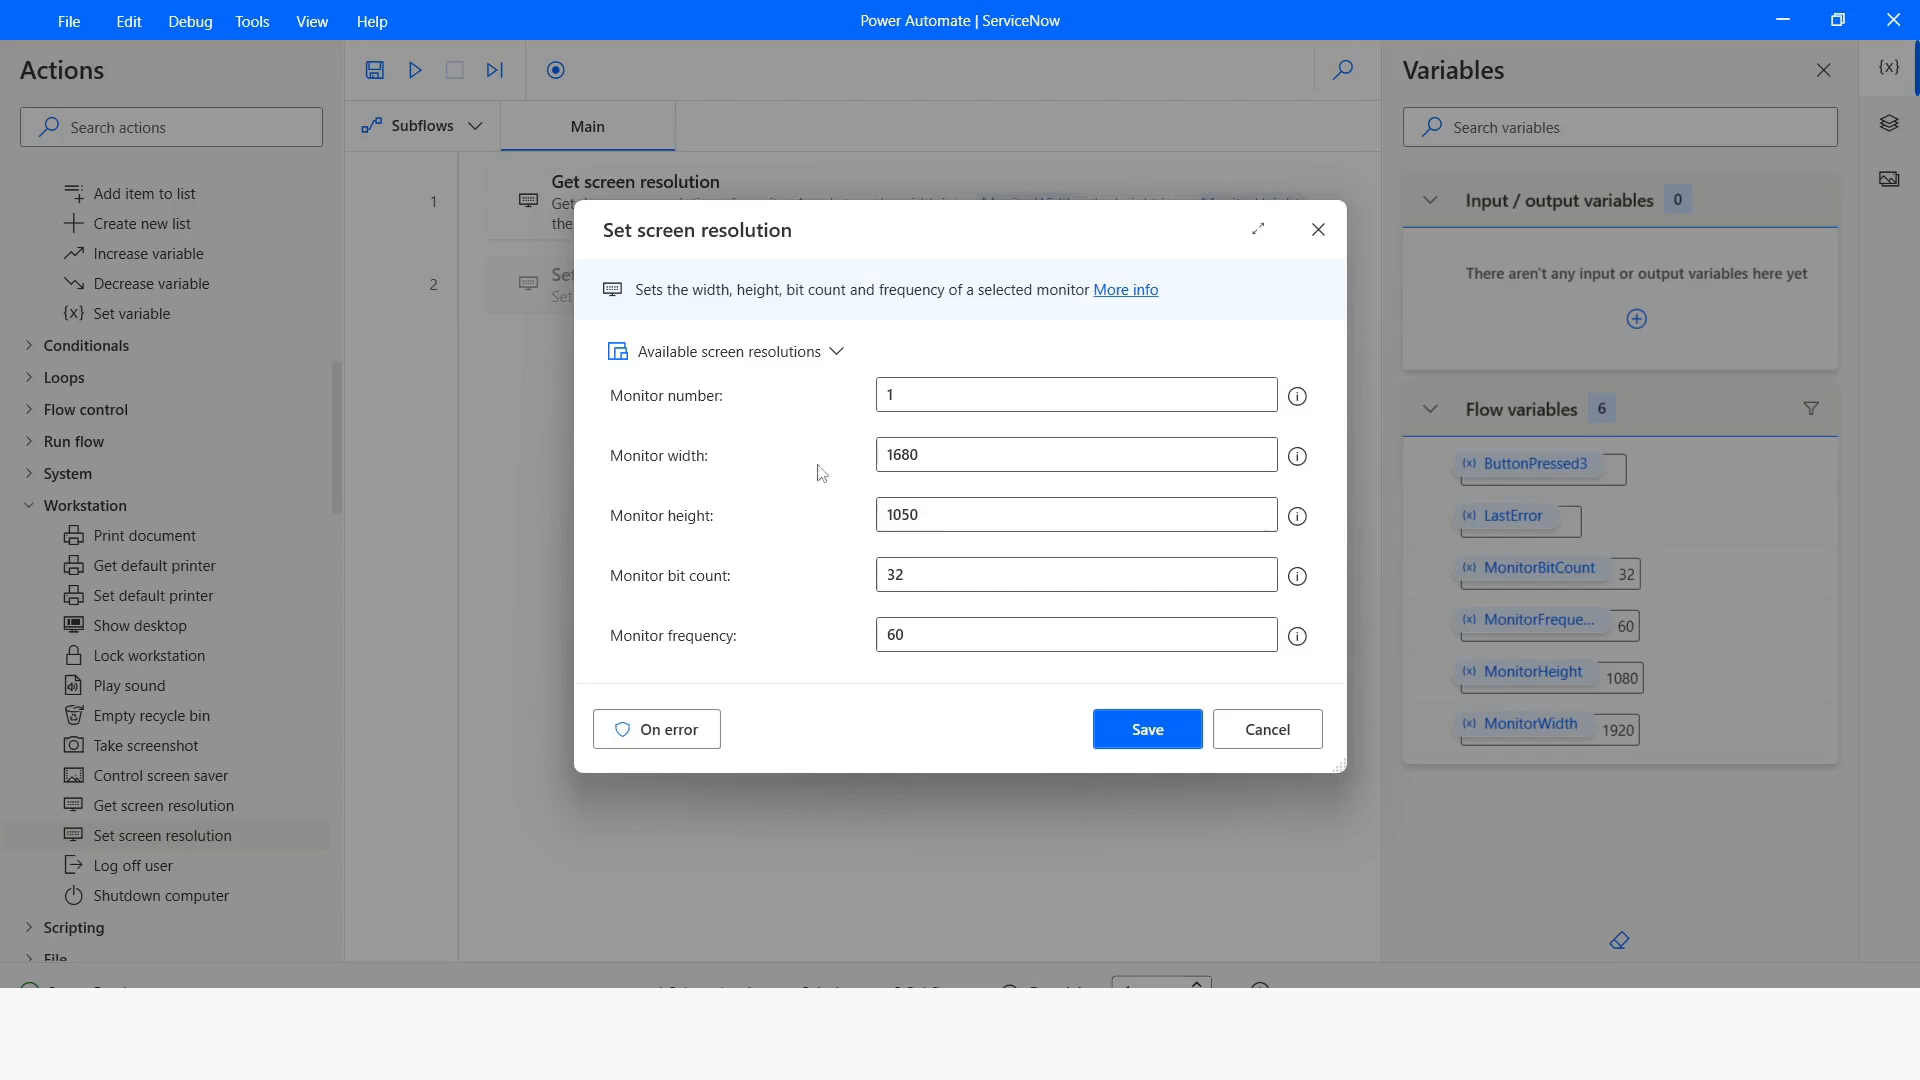 File Edit Debug Tools View Help
Power Automate | ServiceNow
Actions
Search actions
Add item to list
Create new list
Increase variable
Decrease variable
{x} Set variable
Conditionals
Loops
Flow control
Run flow
System
Workstation
Print document
Get default printer
Set default printer
Show desktop
Lock workstation
Play sound
Empty recycle bin
Take screenshot
Control screen saver
Get screen resolution
Set screen resolution
Log off user
Shutdown computer
Scripting
File
Subflows
Main
1
Get screen resolution
Get
the
2
Set
Set screen resolution
Sets the width, height, bit count and frequency of a selected monitor More info
Available screen resolutions
Monitor number:
1
Monitor width:
1680
Monitor height:
1050
Monitor bit count:
32
Monitor frequency:
60
On error
Save
Cancel
Variables
{x}
Search variables
Input / output variables 0
There aren't any input or output variables here yet
Flow variables 6
(x) ButtonPressed3
(x) LastError
(x) MonitorBitCount 32
(x) MonitorFreque... 60
(x) MonitorHeight 1080
(x) MonitorWidth 1920